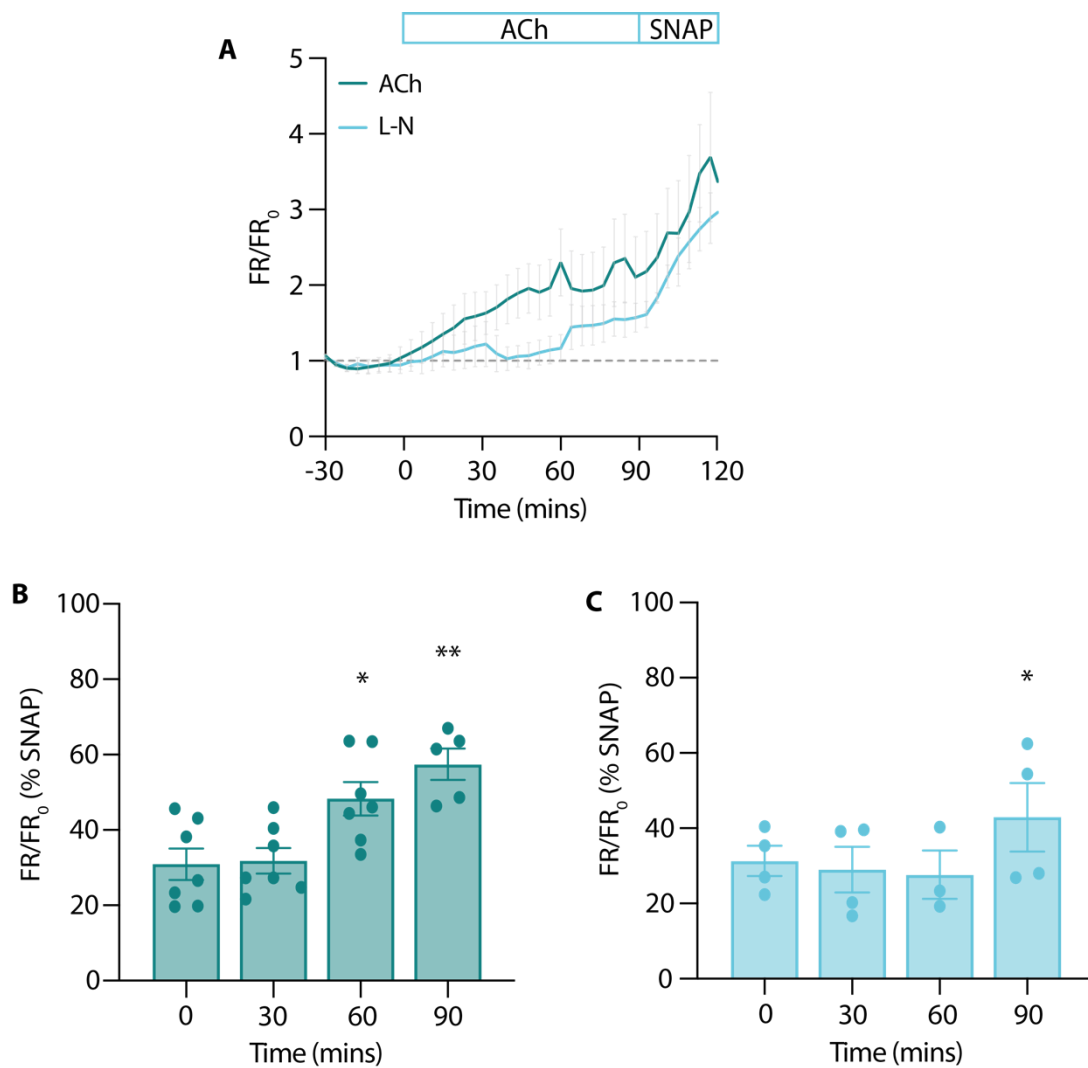 ACh SNAP
A
5
4
3
2
1
0
FR/FR₀
ACh
L-N
-30 0 30 60 90 120
Time (mins)
B
100
80
60
40
20
0
FR/FR₀ (% SNAP)
*
**
0 30 60 90
Time (mins)
C
100
80
60
40
20
0
FR/FR₀ (% SNAP)
*
0 30 60 90
Time (mins)